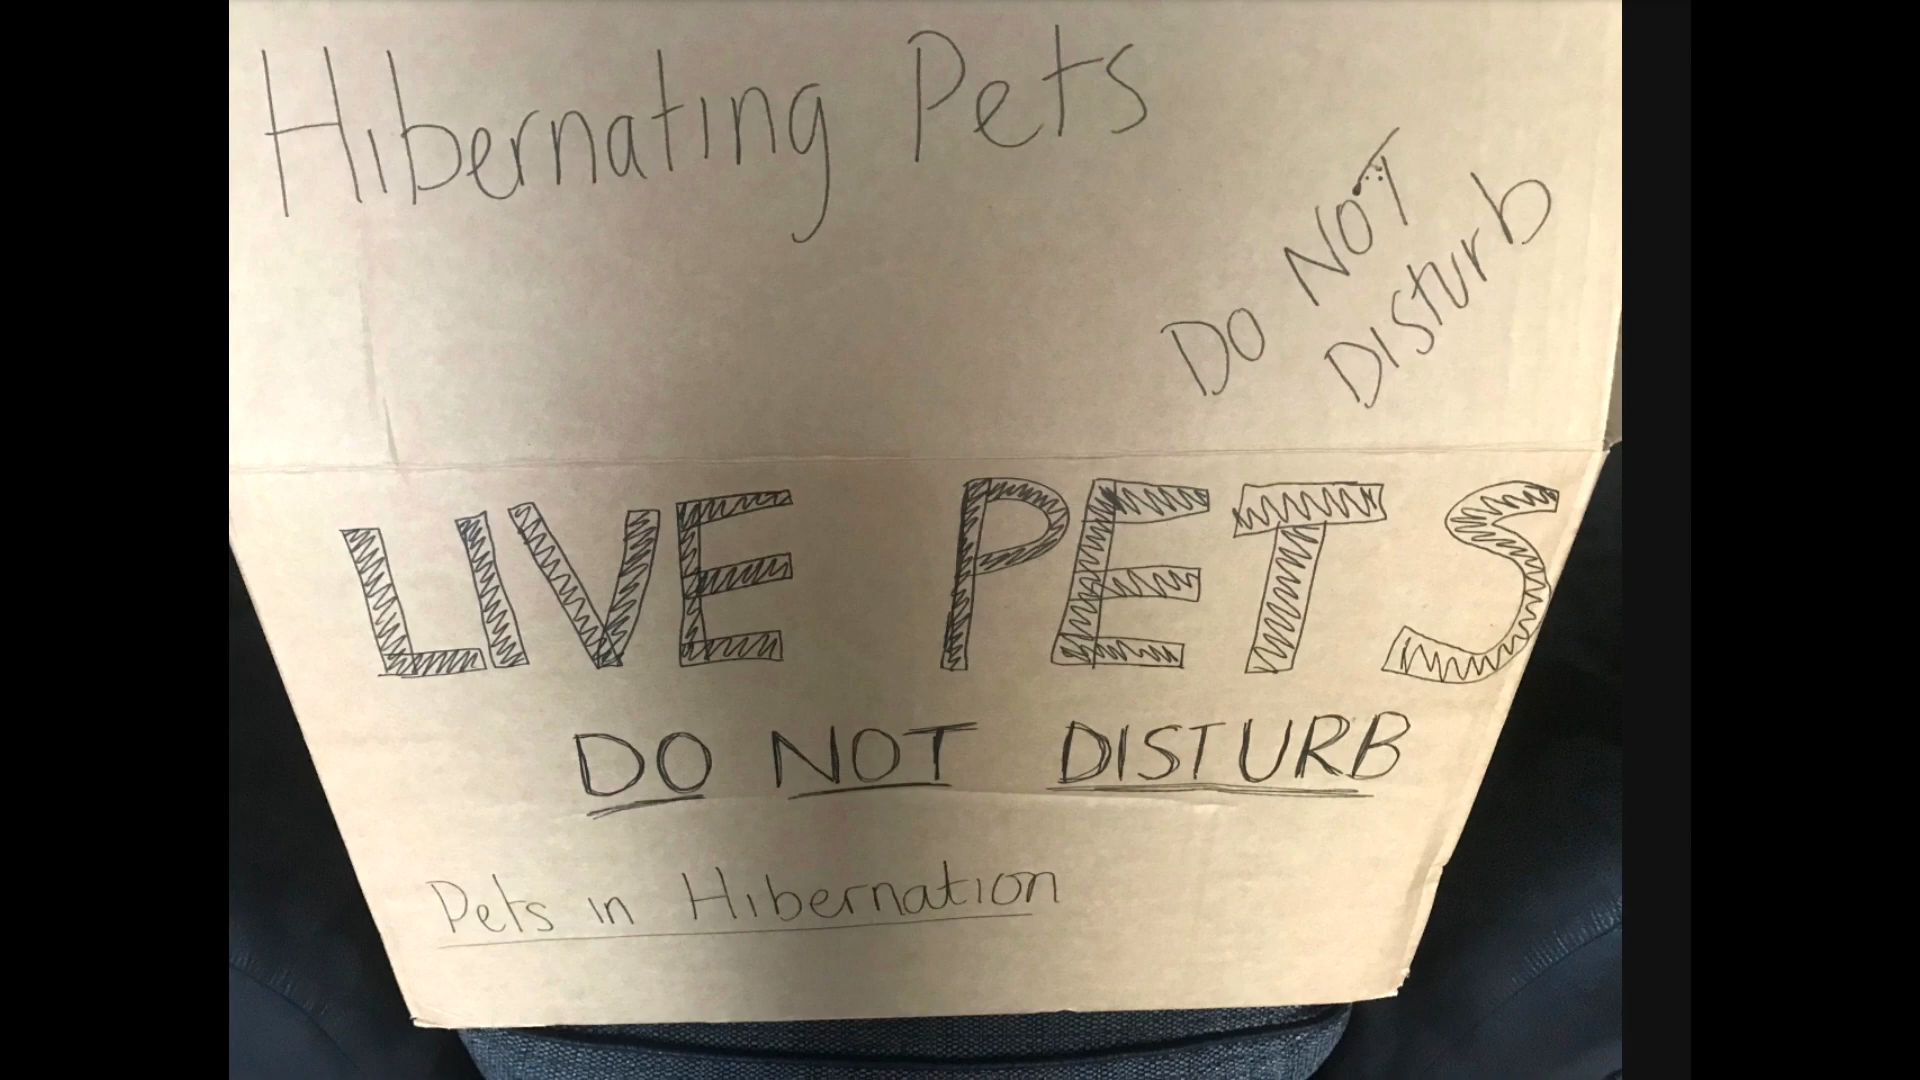 Hibernating Pets
DO NOT
Disturb
LIVE PETS
DO NOT DISTURB
Pets in Hibernation